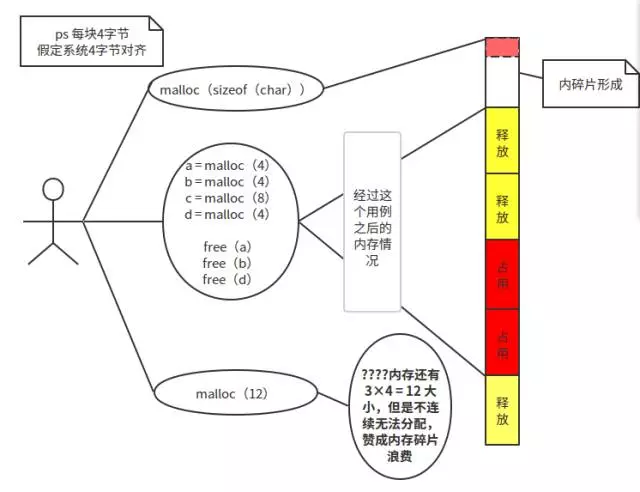 ps 每块4字节
假定系统4字节对齐
malloc（sizeof（char））
内碎片形成
a = malloc（4）
b = malloc（4）
c = malloc（8）
d = malloc（4）
free（a）
free（b）
free（d）
经过这
个用例
之后的
内存情
况
释
放
释
放
占
用
占
用
释
放
malloc（12）
????内存还有
3×4 = 12 大
小，但是不连
续无法分配，
赞成内存碎片
浪费